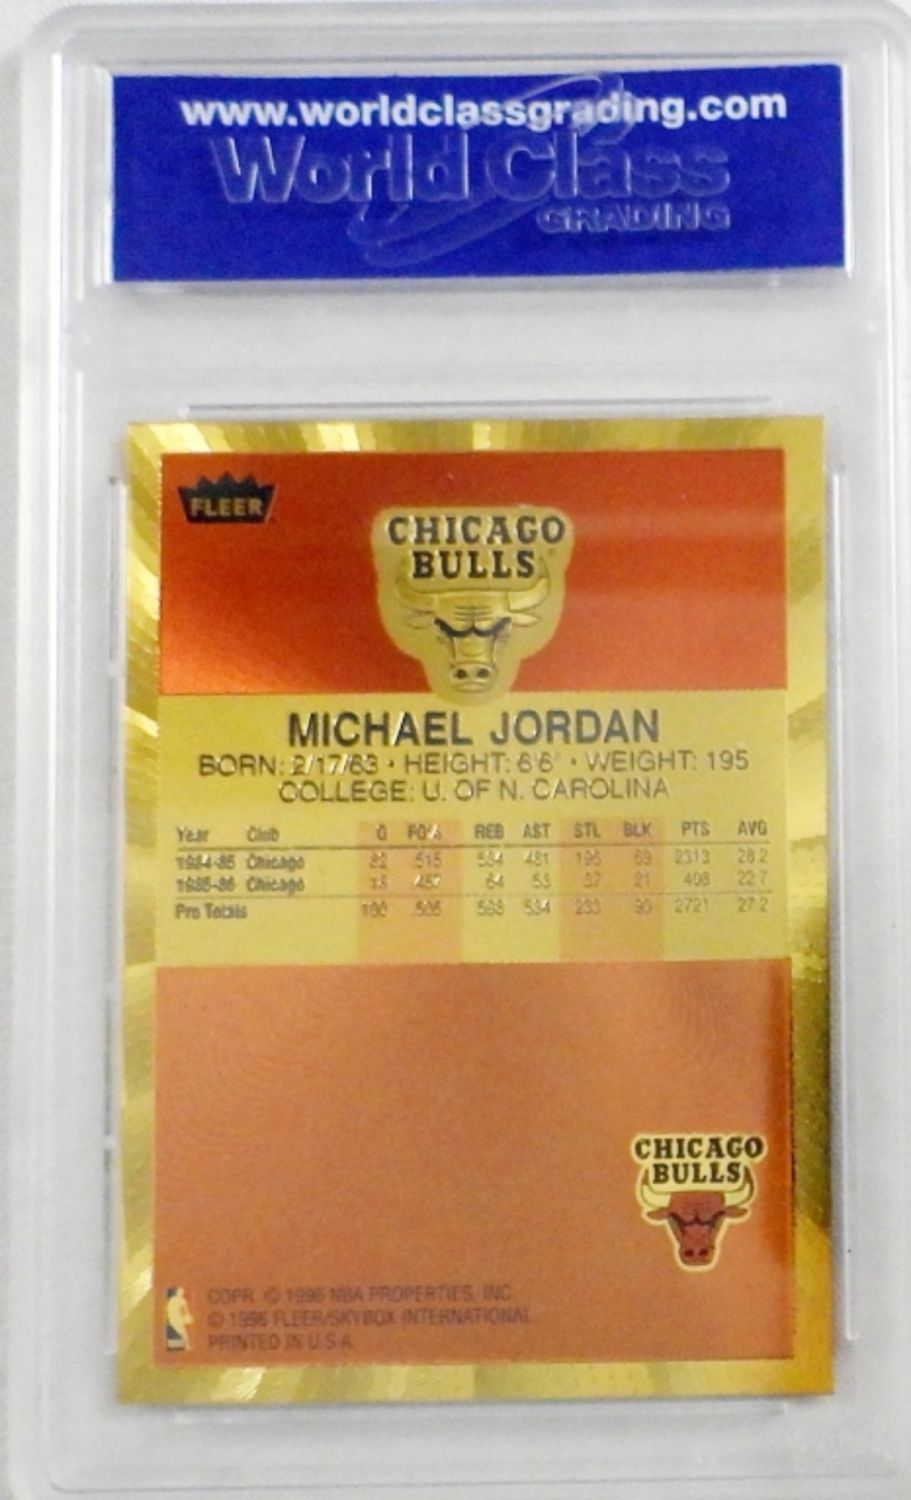 www.worldclassgrading.com
World Class
GRADING
FLEER
CHICAGO
BULLS
MICHAEL JORDAN
BORN: 2/17/63 • HEIGHT: 6'6" • WEIGHT: 195
COLLEGE: U. OF N. CAROLINA
Year Club G FG% REB AST STL BLK PTS AVG
1984-85 Chicago 82 .515 534 481 196 69 2313 28.2
1985-86 Chicago 18 .457 64 53 37 21 408 22.7
Pro Totals 100 .505 598 534 233 90 2721 27.2
CHICAGO
BULLS
COPR. © 1996 NBA PROPERTIES, INC.
© 1996 FLEER/SKYBOX INTERNATIONAL
PRINTED IN U.S.A.